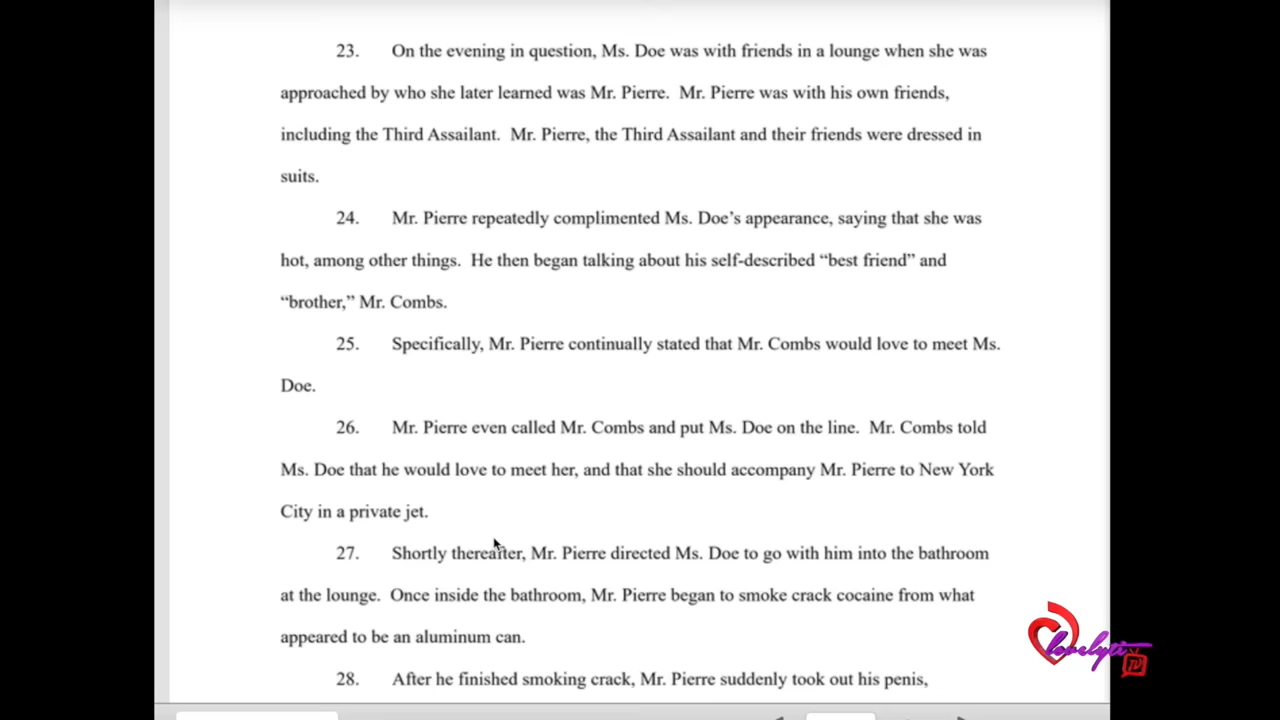 23. On the evening in question, Ms. Doe was with friends in a lounge when she was
approached by who she later learned was Mr. Pierre. Mr. Pierre was with his own friends,
including the Third Assailant. Mr. Pierre, the Third Assailant and their friends were dressed in
suits.
24. Mr. Pierre repeatedly complimented Ms. Doe’s appearance, saying that she was
hot, among other things. He then began talking about his self-described “best friend” and
“brother,” Mr. Combs.
25. Specifically, Mr. Pierre continually stated that Mr. Combs would love to meet Ms.
Doe.
26. Mr. Pierre even called Mr. Combs and put Ms. Doe on the line. Mr. Combs told
Ms. Doe that he would love to meet her, and that she should accompany Mr. Pierre to New York
City in a private jet.
27. Shortly thereafter, Mr. Pierre directed Ms. Doe to go with him into the bathroom
at the lounge. Once inside the bathroom, Mr. Pierre began to smoke crack cocaine from what
appeared to be an aluminum can.
28. After he finished smoking crack, Mr. Pierre suddenly took out his penis,
lovelyti
TV